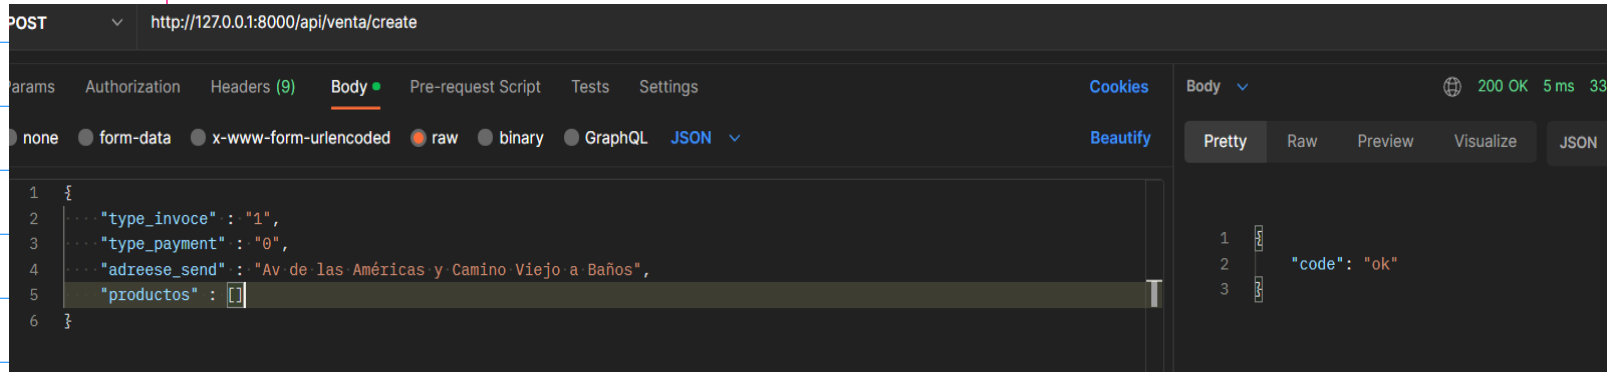 POST http://127.0.0.1:8000/api/venta/create
Params Authorization Headers (9) Body Pre-request Script Tests Settings Cookies
none form-data x-www-form-urlencoded raw binary GraphQL JSON Beautify
1 {
2 "type_invoce" : "1",
3 "type_payment" : "0",
4 "adreese_send" : "Av de las Américas y Camino Viejo a Baños",
5 "productos" : []
6 }
Body 200 OK 5 ms 33
Pretty Raw Preview Visualize JSON
1 {
2 "code": "ok"
3 }